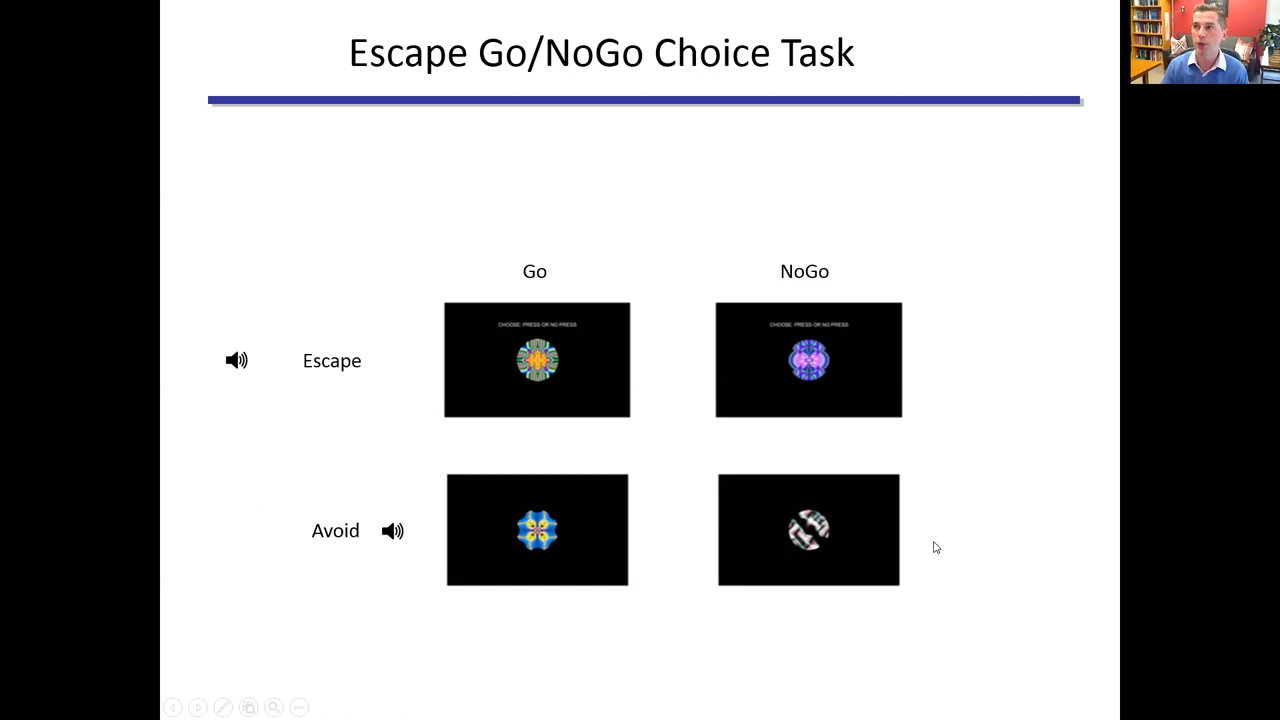 Escape Go/NoGo Choice Task
Go NoGo
CHOOSE: PRESS OR NO PRESS CHOOSE: PRESS OR NO PRESS
Escape
Avoid